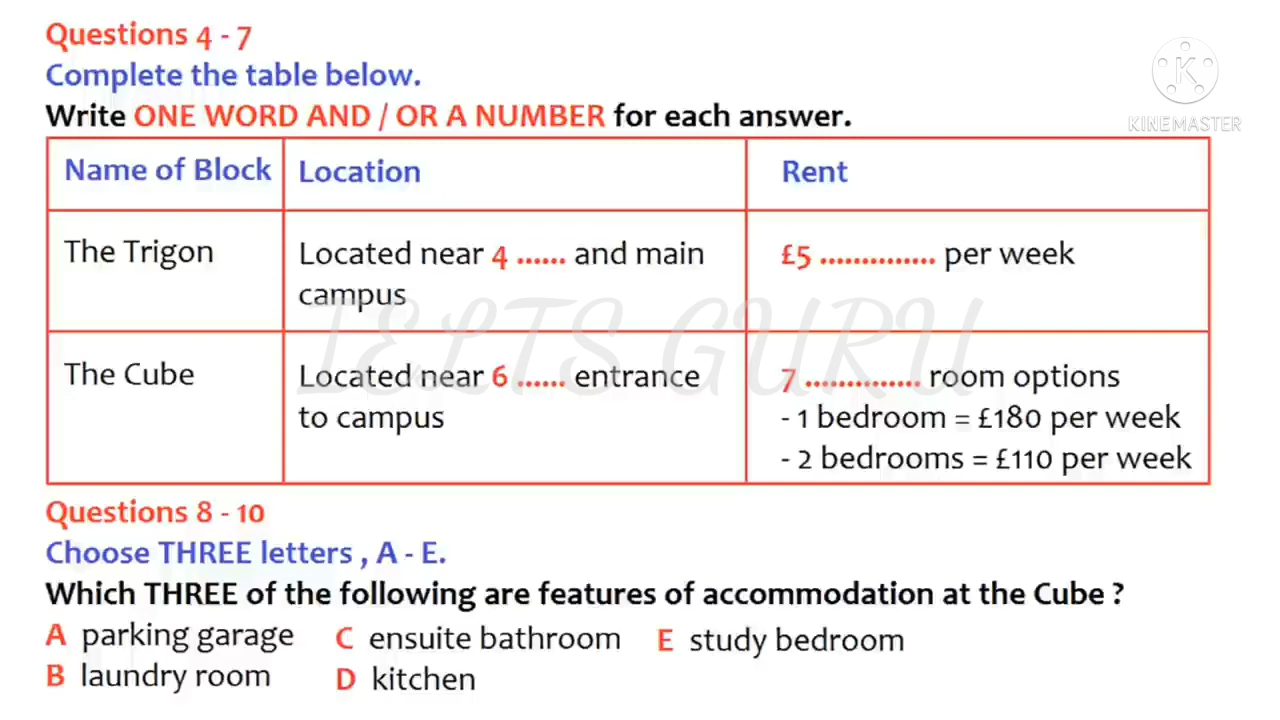 Questions 4 - 7
Complete the table below.
Write ONE WORD AND / OR A NUMBER for each answer.
KINEMASTER
Name of Block Location Rent
The Trigon Located near 4 ...... and main £5 .............. per week
campus
IELTS GURU
The Cube Located near 6 ...... entrance 7 .............. room options
to campus - 1 bedroom = £180 per week
- 2 bedrooms = £110 per week
Questions 8 - 10
Choose THREE letters , A - E.
Which THREE of the following are features of accommodation at the Cube ?
A parking garage C ensuite bathroom E study bedroom
B laundry room D kitchen